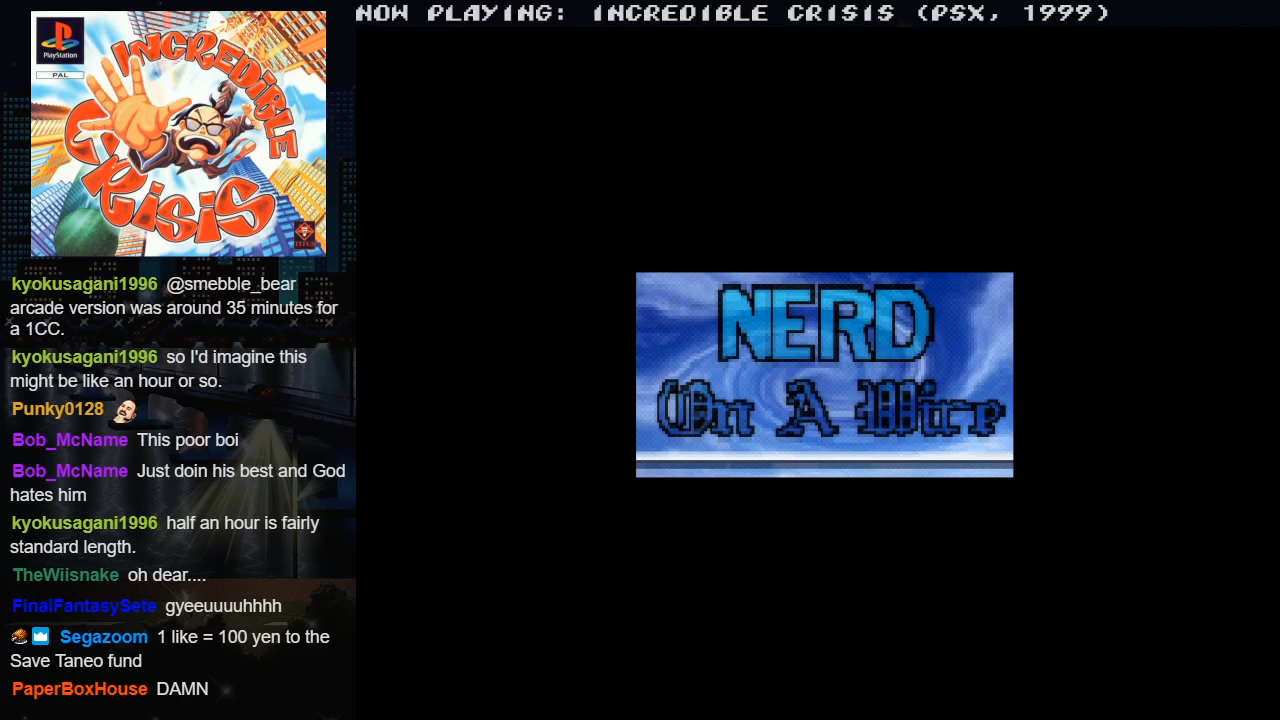 NOW PLAYING: INCREDIBLE CRISIS (PSX, 1999)
PlayStation
PAL
INCREDIBLE
CRISIS
TITUS
kyokusagani1996 @smebble_bear
arcade version was around 35 minutes for
a 1CC.
kyokusagani1996 so I'd imagine this
might be like an hour or so.
Punky0128
Bob_McName This poor boi
Bob_McName Just doin his best and God
hates him
kyokusagani1996 half an hour is fairly
standard length.
TheWiisnake oh dear....
FinalFantasySete gyeeuuuuhhhh
Segazoom 1 like = 100 yen to the
Save Taneo fund
PaperBoxHouse DAMN
NERD
On A Wire